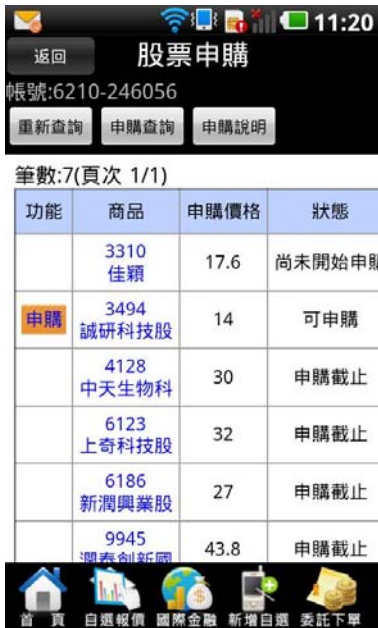 11:20
返回
股票申購
帳號:6210-246056
重新查詢 申購查詢 申購說明
筆數:7(頁次 1/1)
功能 商品 申購價格 狀態
3310
佳穎 17.6 尚未開始申購
申購 3494
誠研科技股 14 可申購
4128
中天生物科 30 申購截止
6123
上奇科技股 32 申購截止
6186
新潤興業股 27 申購截止
9945
潤泰創新國 43.8 申購截止
首 頁 自選報價 國際金融 新增自選 委託下單